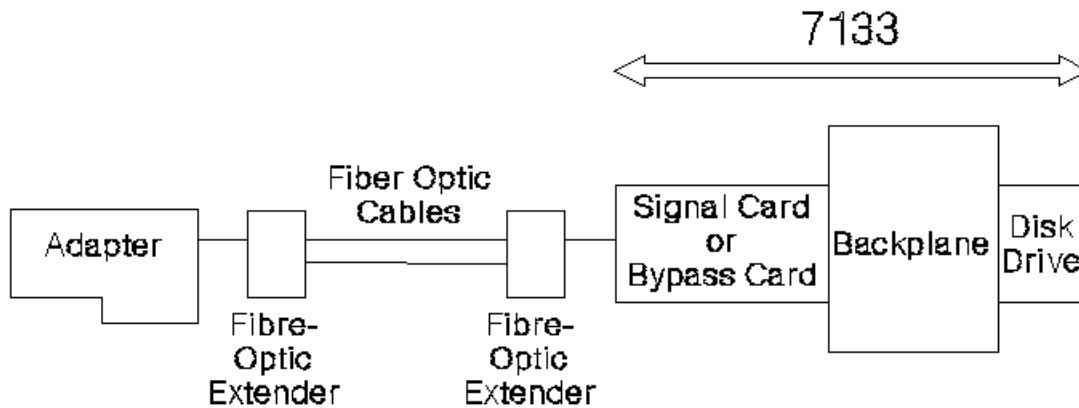 7133
Fiber Optic
Cables
Adapter
Signal Card
or
Bypass Card
Backplane
Disk
Drive
Fibre-
Optic
Extender
Fibre-
Optic
Extender